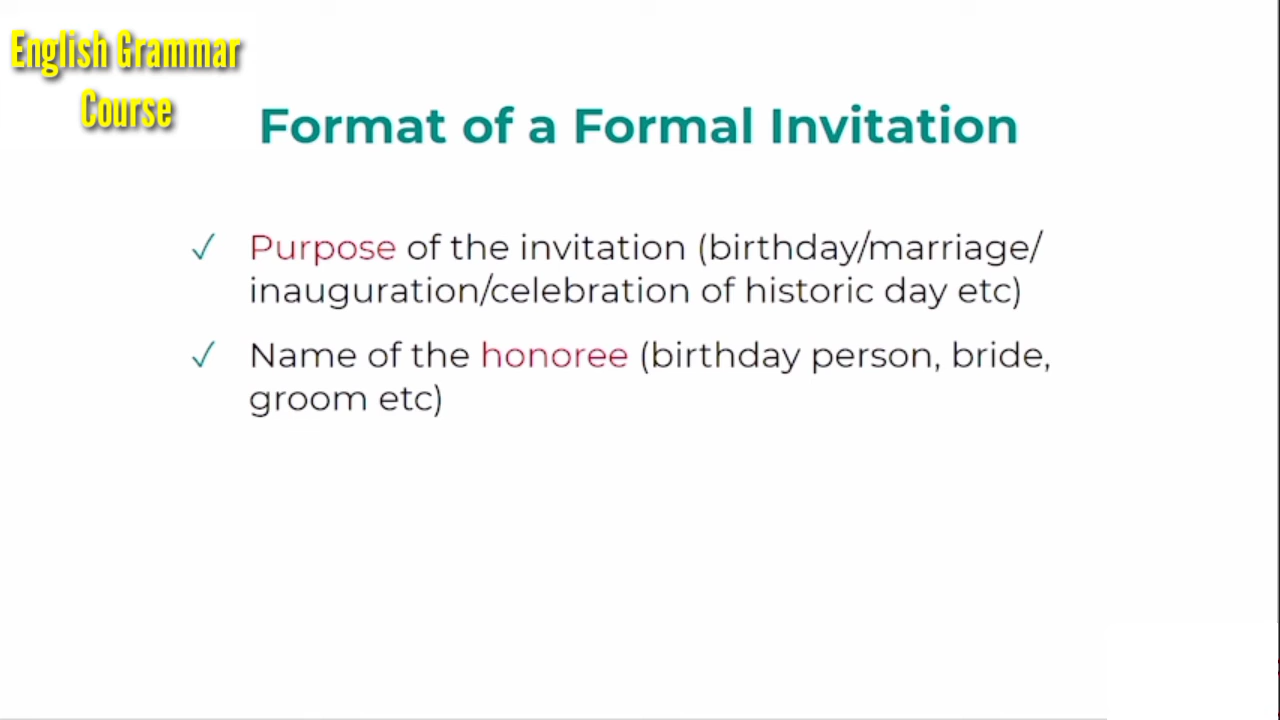 English Grammar
Course
Format of a Formal Invitation
✓ Purpose of the invitation (birthday/marriage/
inauguration/celebration of historic day etc)
✓ Name of the honoree (birthday person, bride,
groom etc)